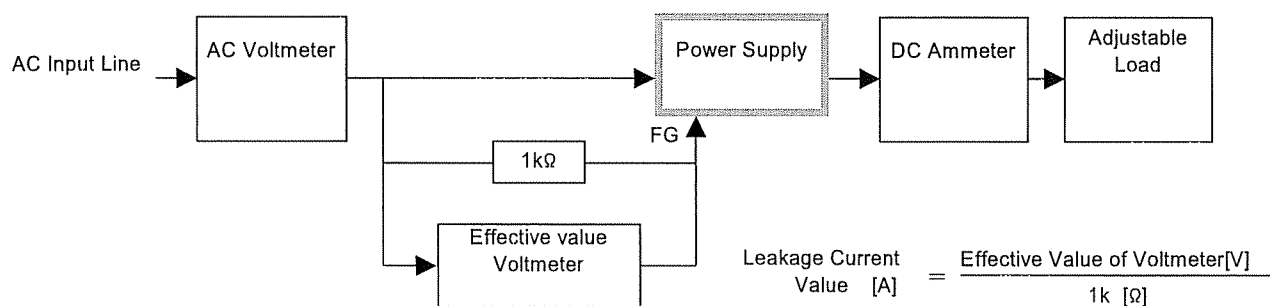 AC Input Line
AC Voltmeter
Power Supply
DC Ammeter
Adjustable
Load
FG
1kΩ
Effective value
Voltmeter
Leakage Current
Value [A]
=
Effective Value of Voltmeter[V]
1k [Ω]